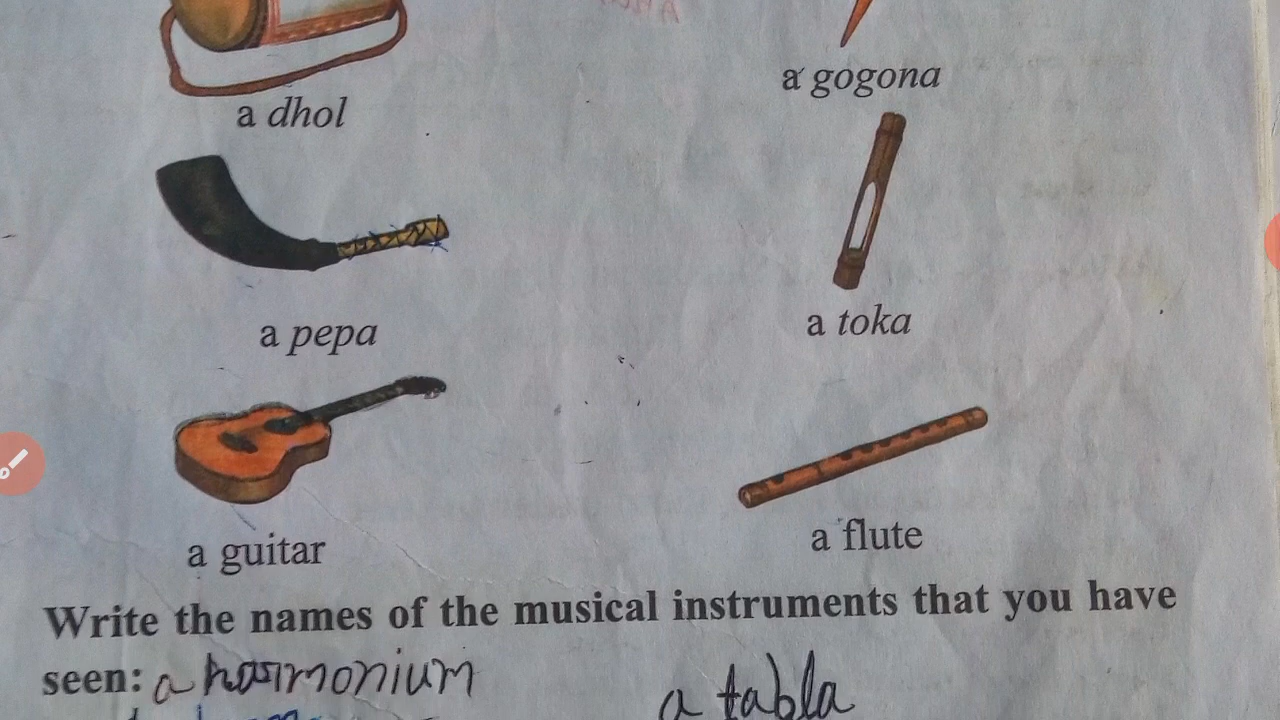 a dhol
a gogona
a pepa
a toka
a guitar
a flute
Write the names of the musical instruments that you have
seen: a harmonium a tabla